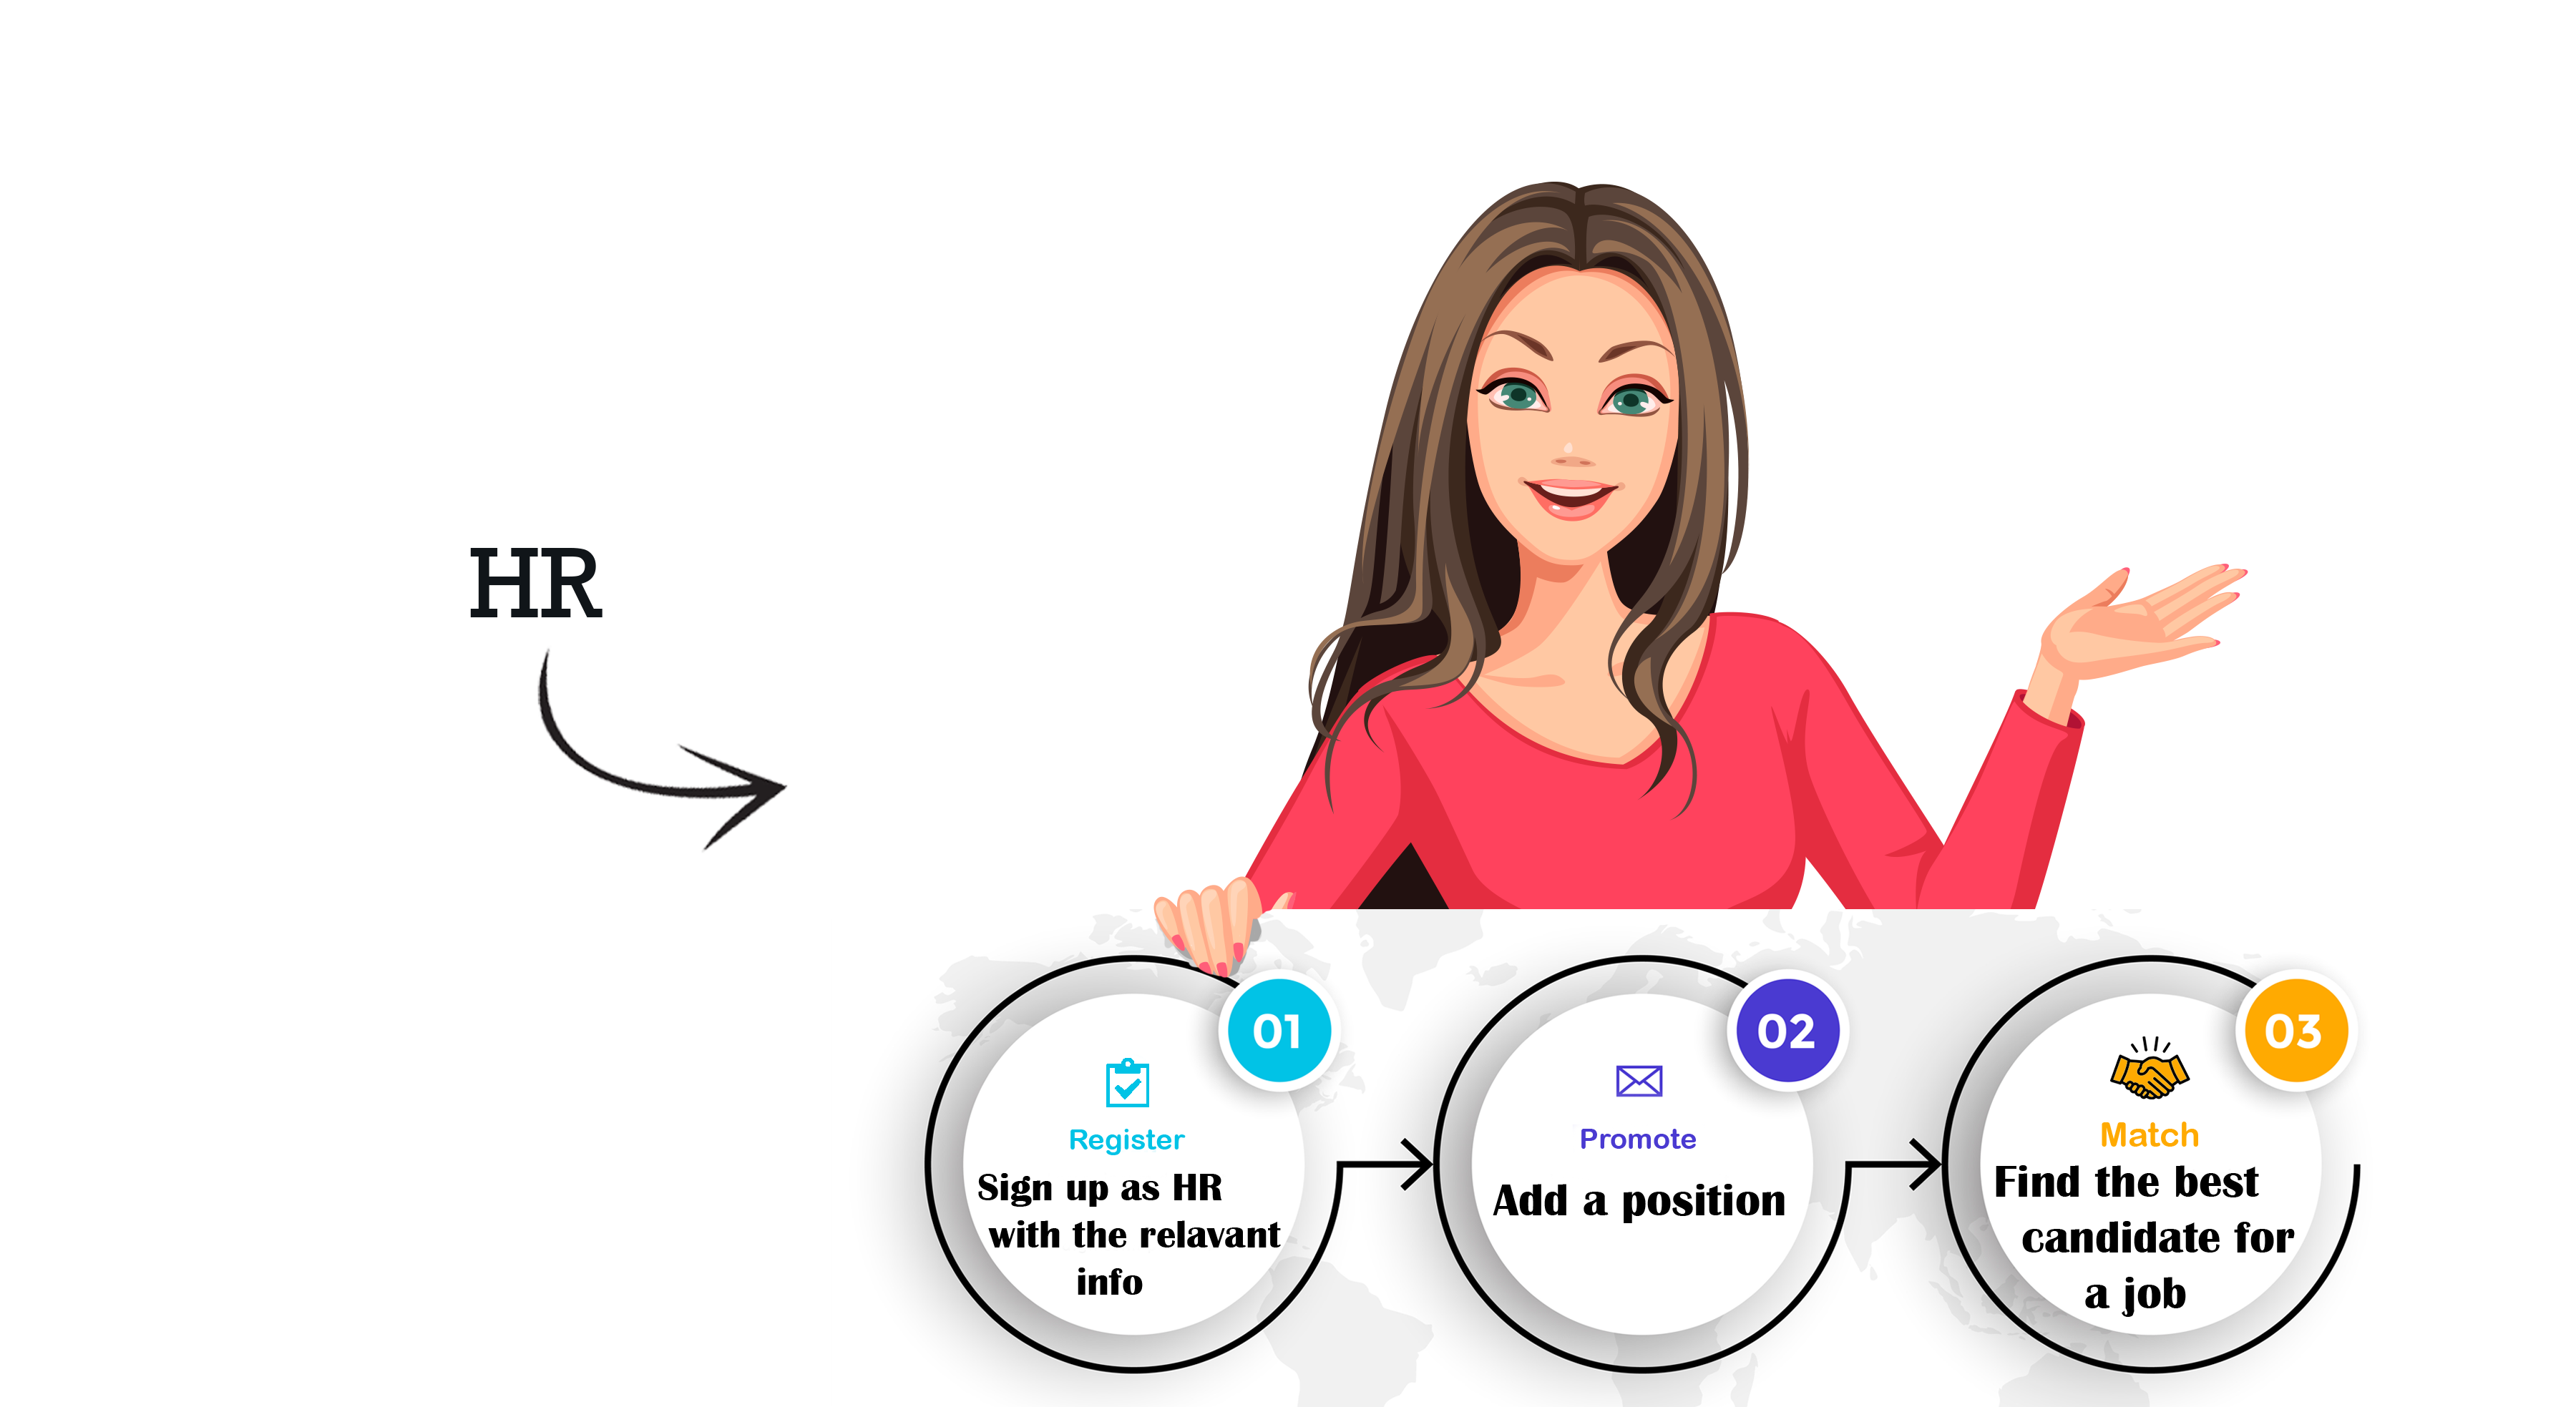 HR
01
Register
Sign up as HR
with the relavant
info
02
Promote
Add a position
03
Match
Find the best
candidate for
a job